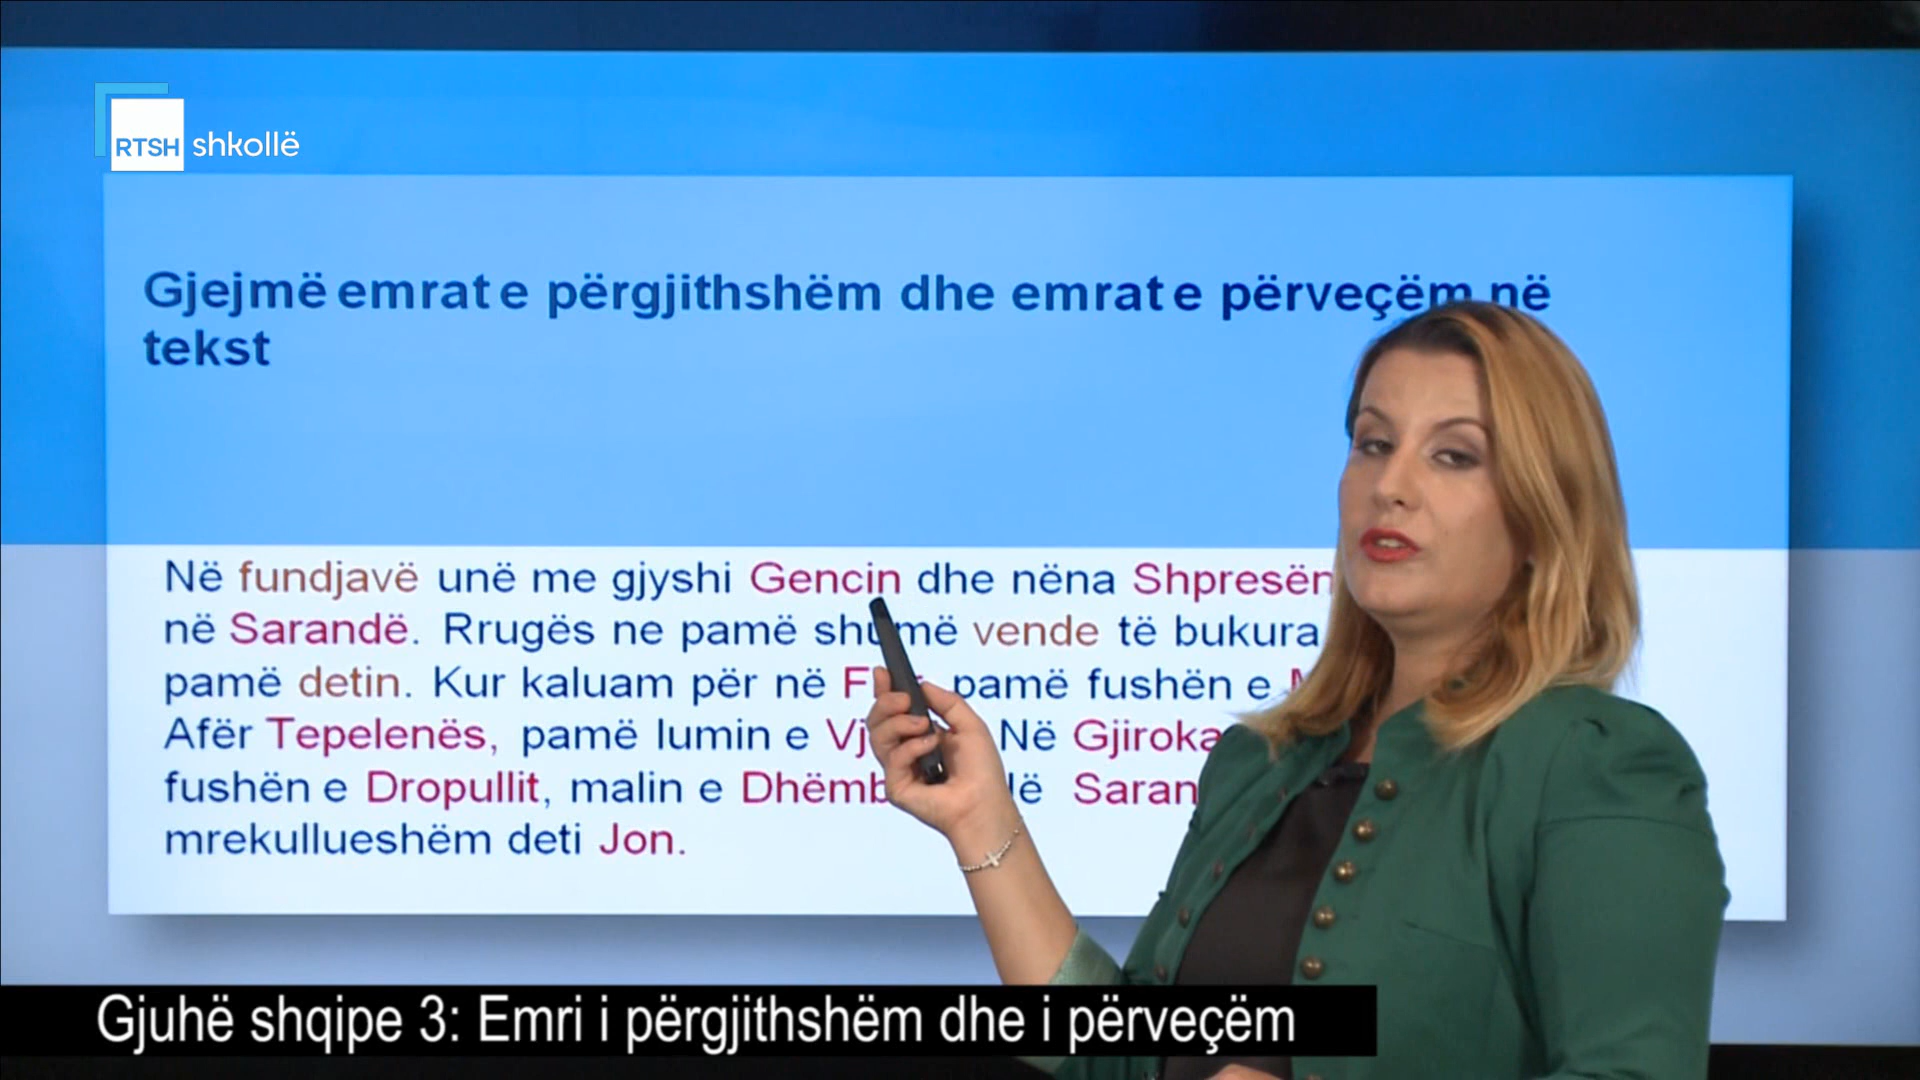 RTSH shkollë
Gjejmë emrat e përgjithshëm dhe emrat e përveçëm në
tekst
Në fundjavë unë me gjyshi Gencin dhe nëna Shpresën
në Sarandë. Rrugës ne pamë shumë vende të bukura
pamë detin. Kur kaluam për në pamë fushën e
Afër Tepelenës, pamë lumin e Në
fushën e Dropullit, malin e
mrekullueshëm deti Jon.
Gjuhë shqipe 3: Emri i përgjithshëm dhe i përveçëm